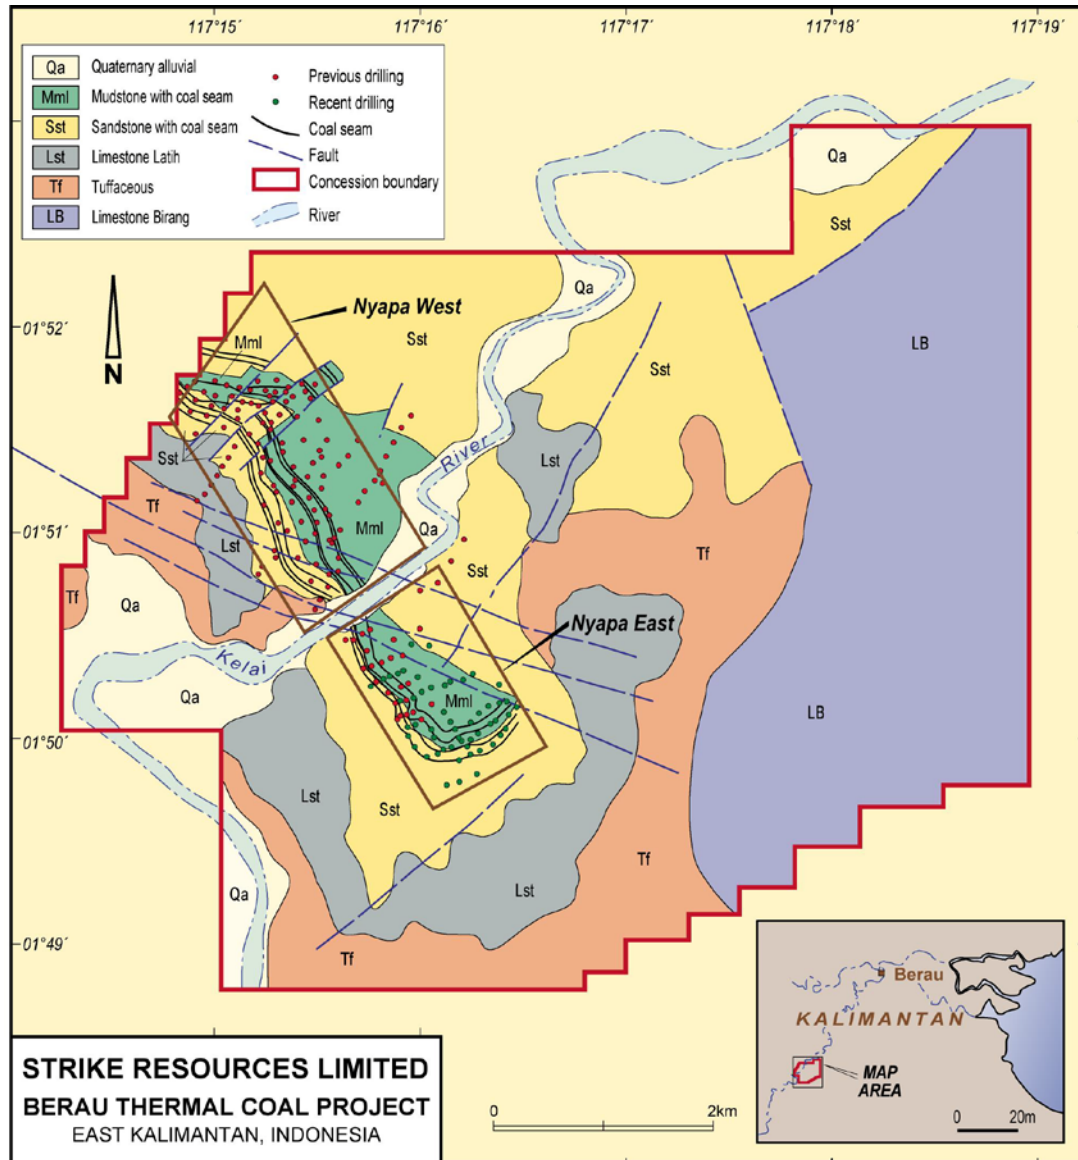 117°15´ 117°16´ 117°17´ 117°18´ 117°19´
Qa Quaternary alluvial
Mml Mudstone with coal seam
Sst Sandstone with coal seam
Lst Limestone Latih
Tf Tuffaceous
LB Limestone Birang
Previous drilling
Recent drilling
Coal seam
Fault
Concession boundary
River
Qa
Sst
Qa
Nyapa West
01°52´
N
Mml
Sst
Sst
LB
Sst
River
Lst
Tf
Mml
Qa
01°51´
Lst
Sst
Tf
Tf
Qa
Nyapa East
Kelai
Qa
Mml
LB
01°50´
Lst
Sst
Tf
Qa
Lst
01°49´
Tf
Berau
KALIMANTAN
MAP
AREA
0 20m
STRIKE RESOURCES LIMITED
BERAU THERMAL COAL PROJECT
EAST KALIMANTAN, INDONESIA
0 2km